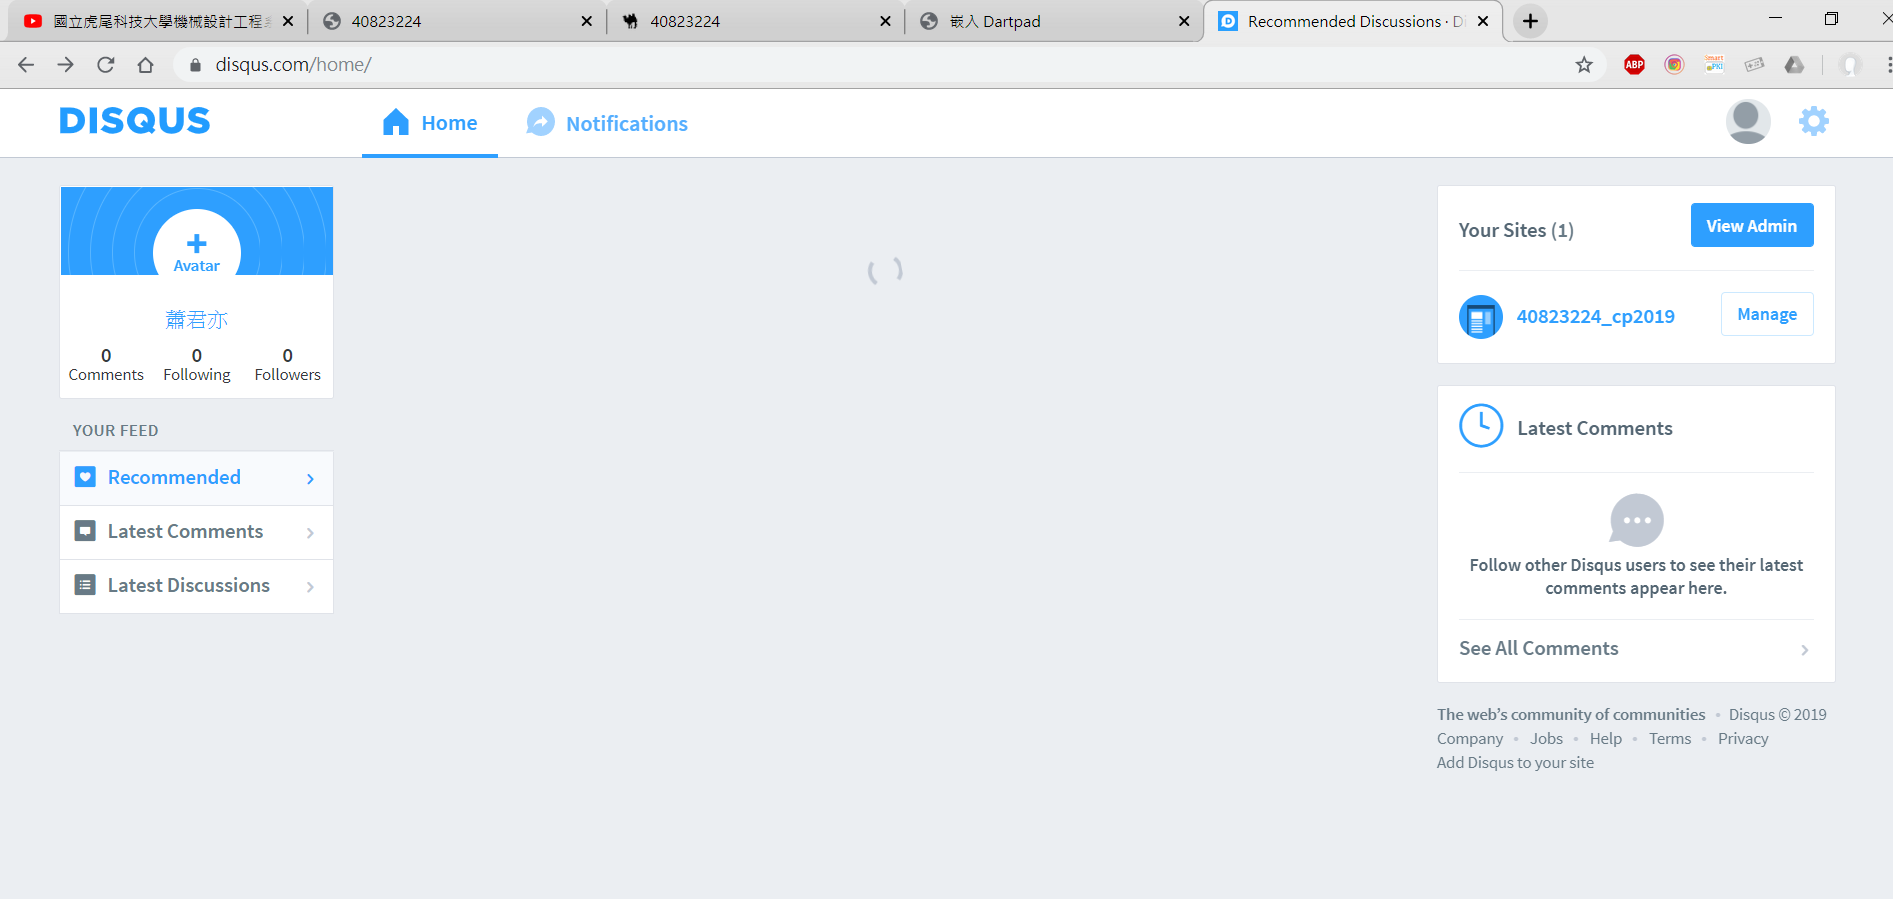 國立虎尾科技大學機械設計工程
40823224
40823224
嵌入 Dartpad
Recommended Discussions · Di
disqus.com/home/
ABP
DISQUS
Home
Notifications
+
Avatar
蕭君亦
0
Comments
0
Following
0
Followers
YOUR FEED
Recommended
Latest Comments
Latest Discussions
Your Sites (1)
View Admin
40823224_cp2019
Manage
Latest Comments
Follow other Disqus users to see their latest
comments appear here.
See All Comments
The web’s community of communities • Disqus © 2019
Company • Jobs • Help • Terms • Privacy
Add Disqus to your site